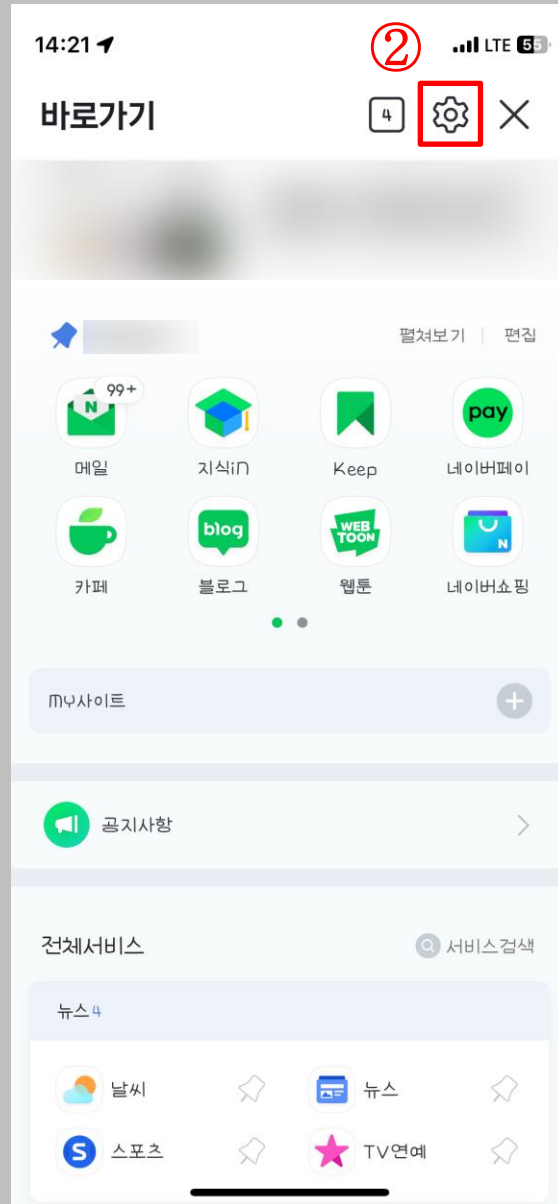 14:21 ② LTE 55
바로가기 4
펼쳐보기 편집
99+
N pay
메일 지식iN Keep 네이버페이
blog WEB TOON N
카페 블로그 웹툰 네이버쇼핑
MY사이트
공지사항
전체서비스 서비스검색
뉴스 4
날씨 뉴스
S 스포츠 TV연예